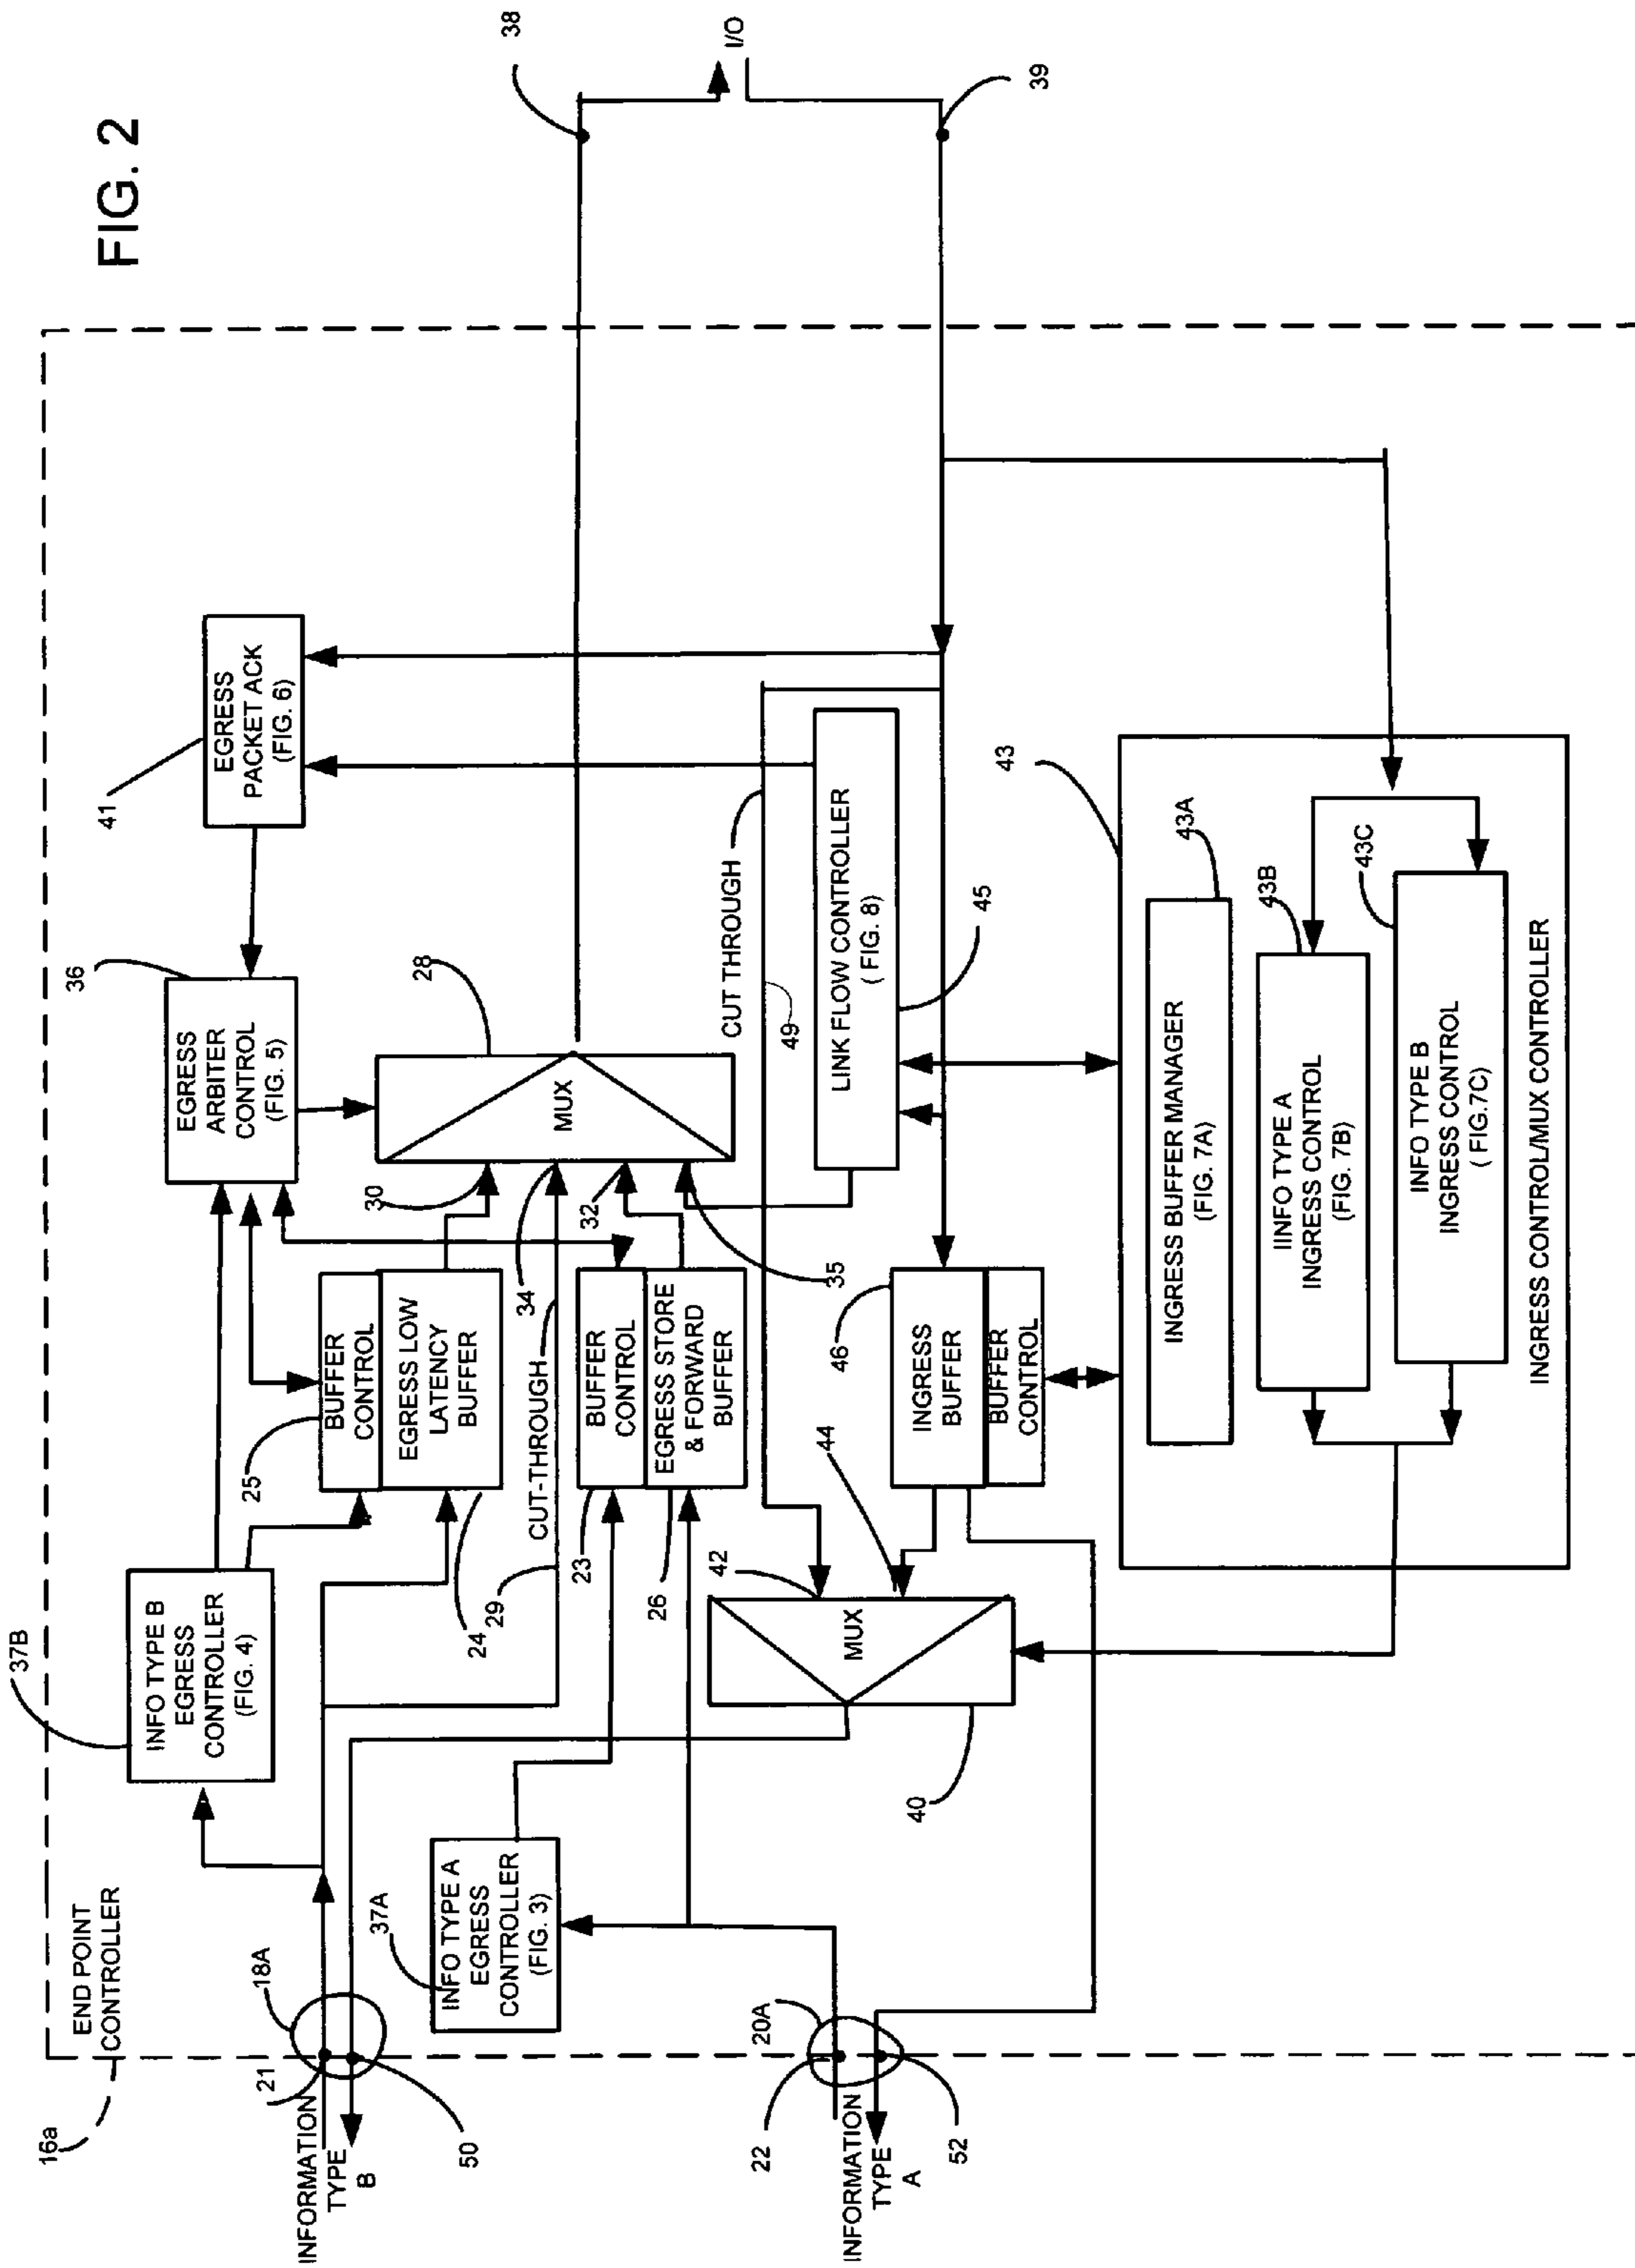 FIG. 2
END POINT
CONTROLLER
16a
INFORMATION
TYPE
B
21
18A
50
37B
INFO TYPE B
EGRESS
CONTROLLER
(FIG. 4)
25
BUFFER
CONTROL
EGRESS LOW
LATENCY
BUFFER
24
36
EGRESS
ARBITER
CONTROL
(FIG. 5)
41
EGRESS
PACKET ACK
(FIG. 6)
38
I/O
39
37A
INFO TYPE A
EGRESS
CONTROLLER
(FIG. 3)
29
CUT-THROUGH
34
30
28
MUX
32
35
23
BUFFER
CONTROL
26
EGRESS STORE
& FORWARD
BUFFER
CUT THROUGH
49
LINK FLOW CONTROLLER
( FIG. 8)
45
INFORMATION
TYPE
A
22
20A
52
40
MUX
42
44
46
INGRESS
BUFFER
BUFFER
CONTROL
43
INGRESS BUFFER MANAGER
(FIG. 7A)
43A
IINFO TYPE A
INGRESS CONTROL
(FIG. 7B)
43B
INFO TYPE B
INGRESS CONTROL
( FIG.7C)
43C
INGRESS CONTROL/MUX CONTROLLER